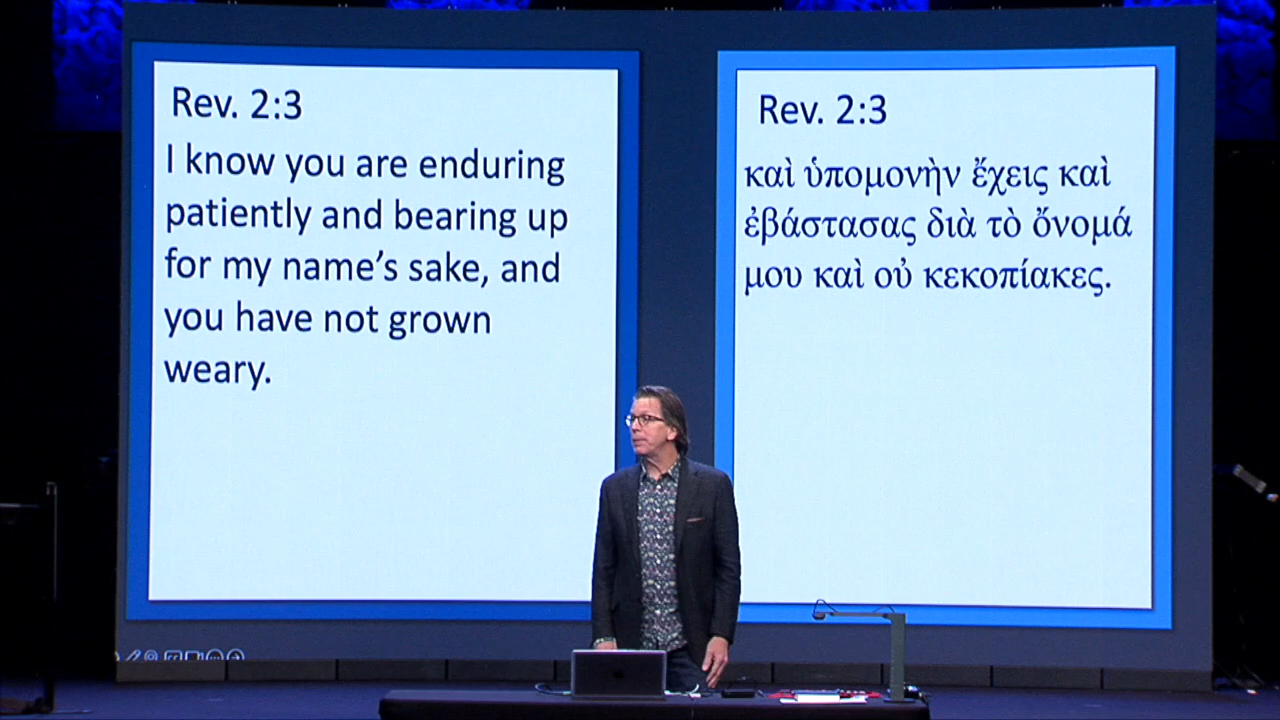 Rev. 2:3
I know you are enduring
patiently and bearing up
for my name’s sake, and
you have not grown
weary.
Rev. 2:3
καὶ ὑπομονὴν ἔχεις καὶ
ἐβάστασας διὰ τὸ ὄνομά
μου καὶ οὐ κεκοπίακες.